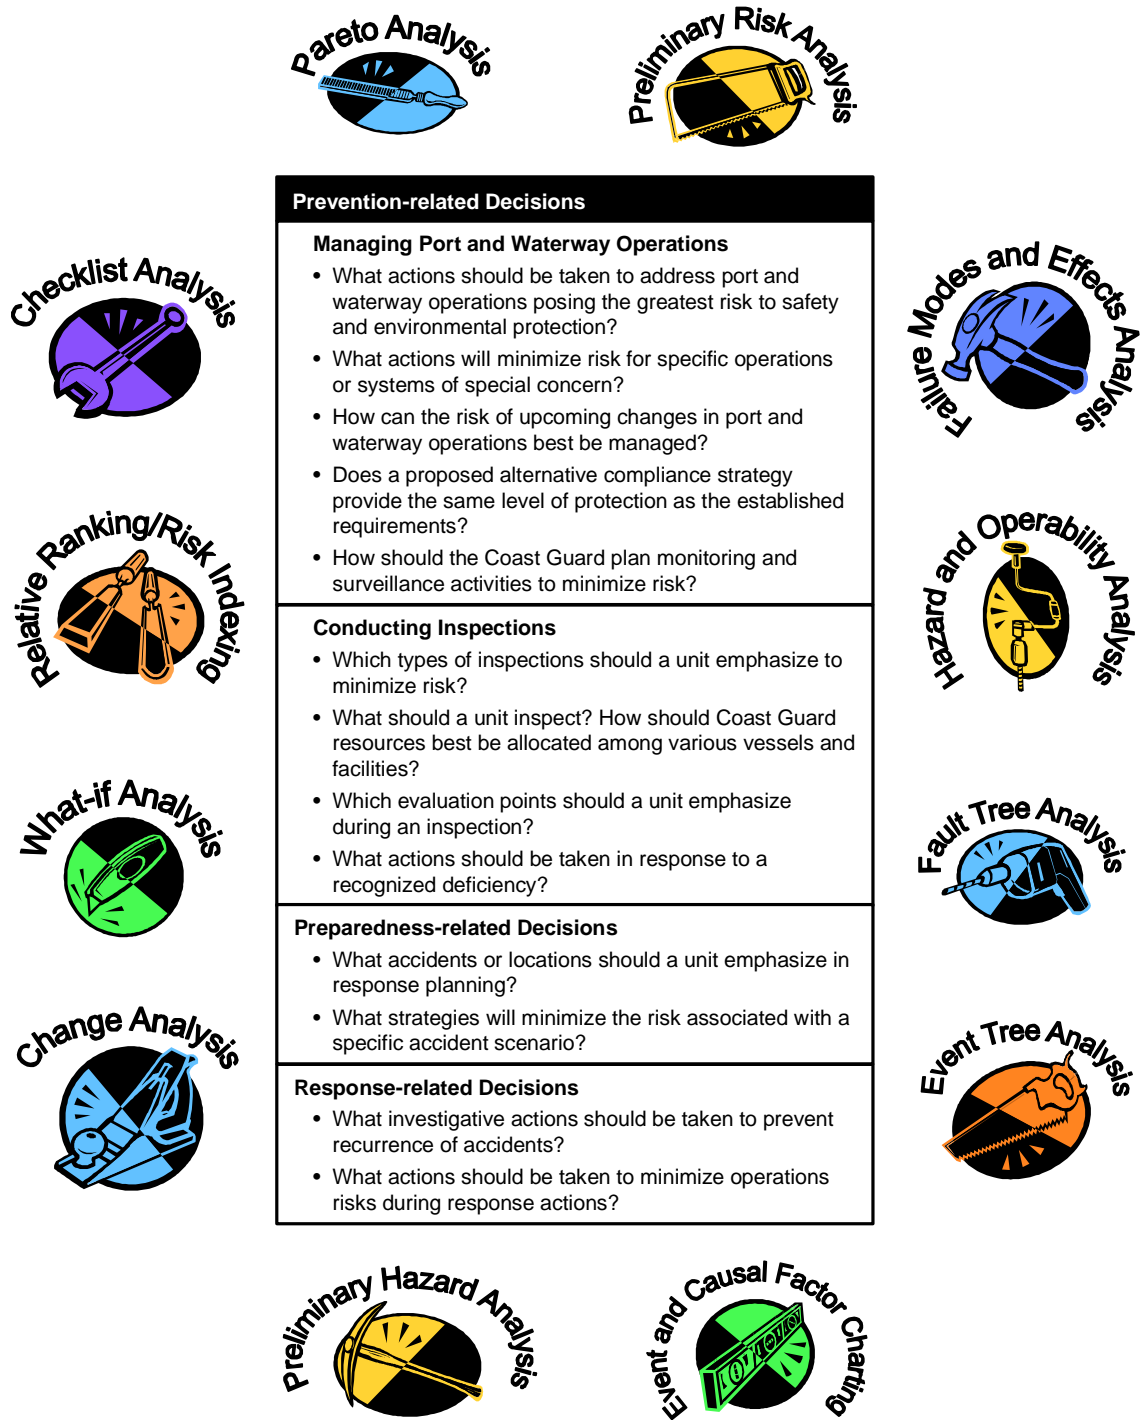 Pareto Analysis
Preliminary Risk Analysis
Prevention-related Decisions
Managing Port and Waterway Operations
• What actions should be taken to address port and
waterway operations posing the greatest risk to safety
and environmental protection?
• What actions will minimize risk for specific operations
or systems of special concern?
• How can the risk of upcoming changes in port and
waterway operations best be managed?
• Does a proposed alternative compliance strategy
provide the same level of protection as the established
requirements?
• How should the Coast Guard plan monitoring and
surveillance activities to minimize risk?
Conducting Inspections
• Which types of inspections should a unit emphasize to
minimize risk?
• What should a unit inspect? How should Coast Guard
resources best be allocated among various vessels and
facilities?
• Which evaluation points should a unit emphasize
during an inspection?
• What actions should be taken in response to a
recognized deficiency?
Preparedness-related Decisions
• What accidents or locations should a unit emphasize in
response planning?
• What strategies will minimize the risk associated with a
specific accident scenario?
Response-related Decisions
• What investigative actions should be taken to prevent
recurrence of accidents?
• What actions should be taken to minimize operations
risks during response actions?
Checklist Analysis
Relative Ranking/Risk Indexing
What-if Analysis
Change Analysis
Failure Modes and Effects Analysis
Hazard and Operability Analysis
Fault Tree Analysis
Event Tree Analysis
Preliminary Hazard Analysis
Event and Causal Factor Charting